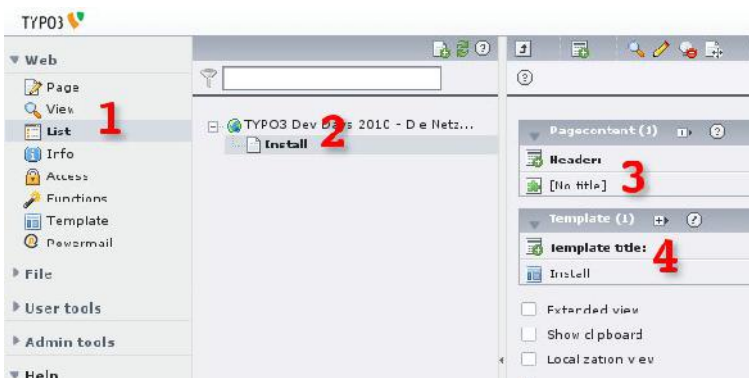 TYPO3
Web
Page
View
List
Info
Access
Functions
Template
Powermail
File
User tools
Admin tools
Help
1
TYPO3 Dev Days 2010 - Die Netz...
Install
2
Pagecontent (1)
Header:
[No title]
3
Template (1)
Template title:
Install
4
Extended view
Show clipboard
Localization view